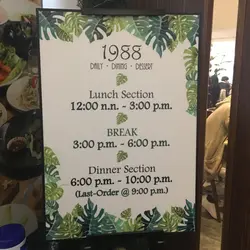 1988
DAILY - DINING - DESSERT
Lunch Section
12:00 n.n. - 3:00 p.m.
BREAK
3:00 p.m. - 6:00 p.m.
Dinner Section
6:00 p.m. - 10:00 p.m.
(Last-Order @ 9:00 p.m.)